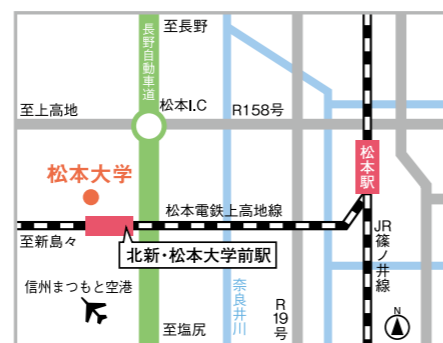 至長野
長野自動車道
松本I.C
R158号
至上高地
松本駅
松本大学
松本電鉄上高地線
至新島々
北新・松本大学前駅
JR篠ノ井線
信州まつもと空港
奈良井川
R19号
至塩尻
N